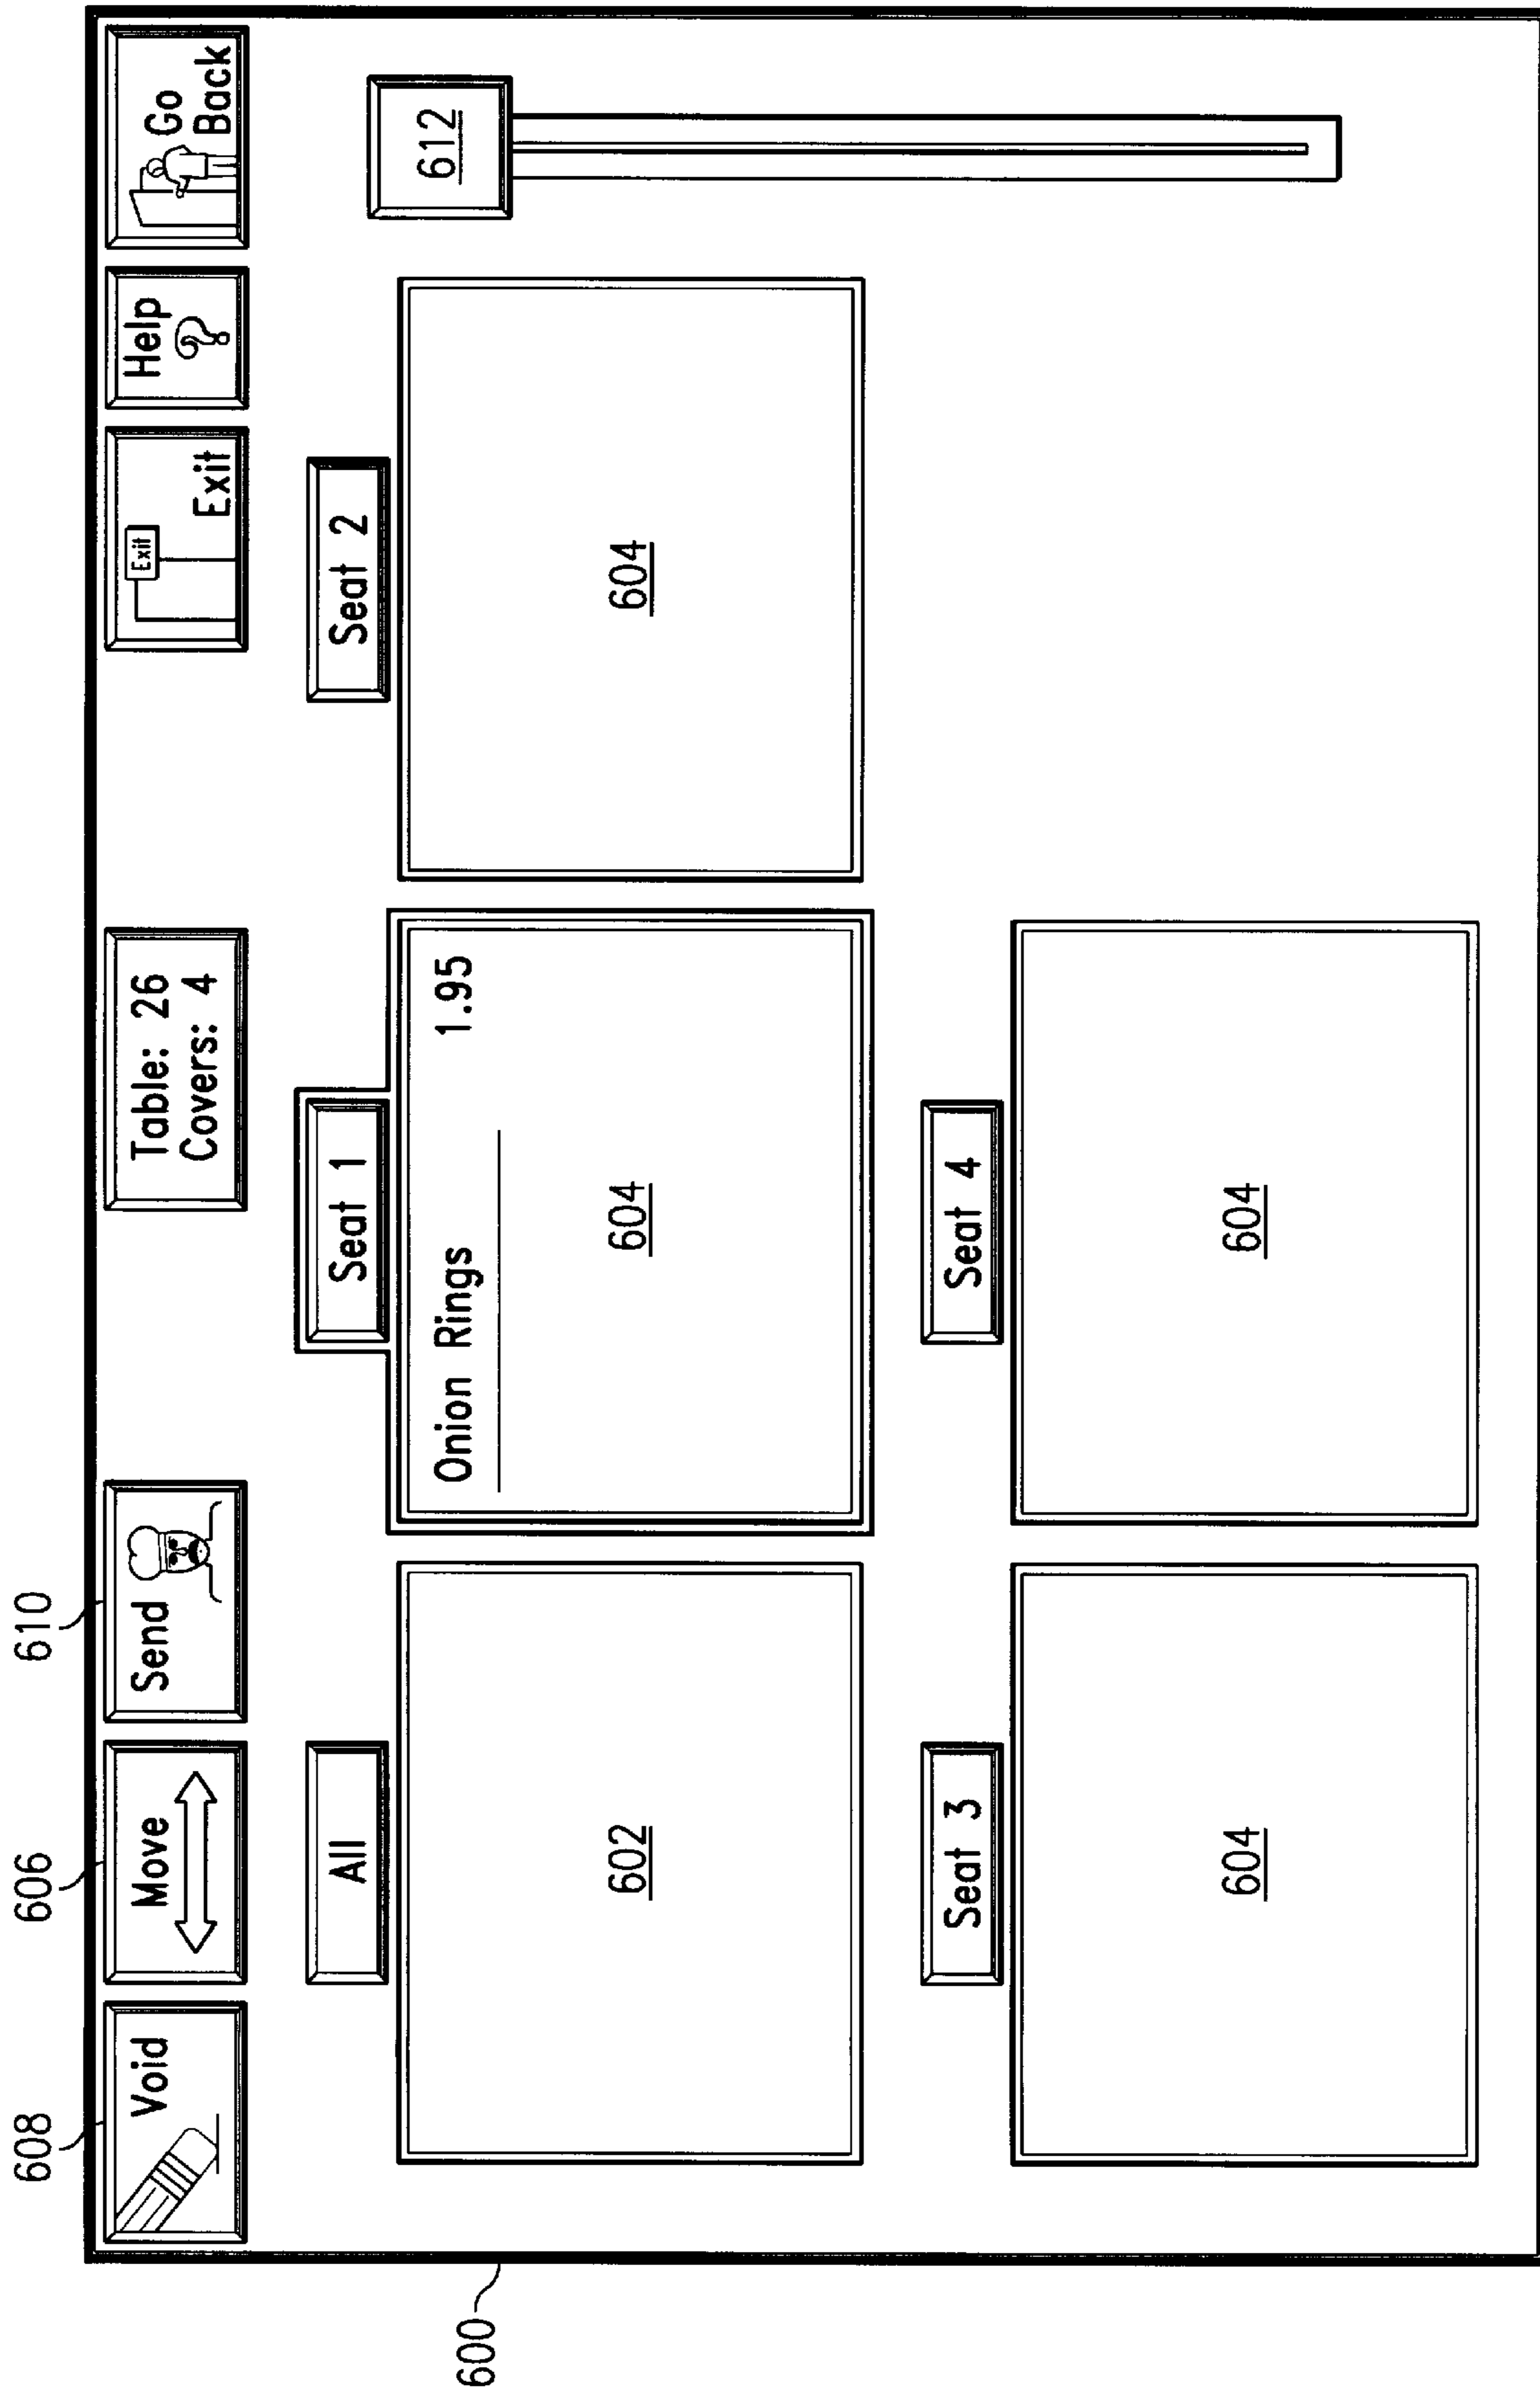 608
606
610
Void
Move
Send
Table: 26
Covers: 4
Exit
Exit
Help
?
Go
Back
All
Seat 1
Seat 2
612
Onion Rings 1.95
602
604
604
Seat 3
Seat 4
604
604
600